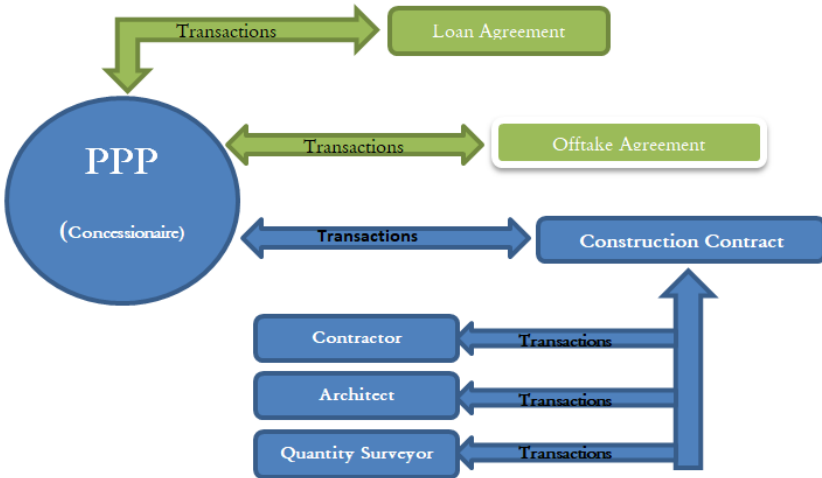 Transactions
Loan Agreement
PPP
(Concessionaire)
Transactions
Offtake Agreement
Transactions
Construction Contract
Contractor
Transactions
Architect
Transactions
Quantity Surveyor
Transactions